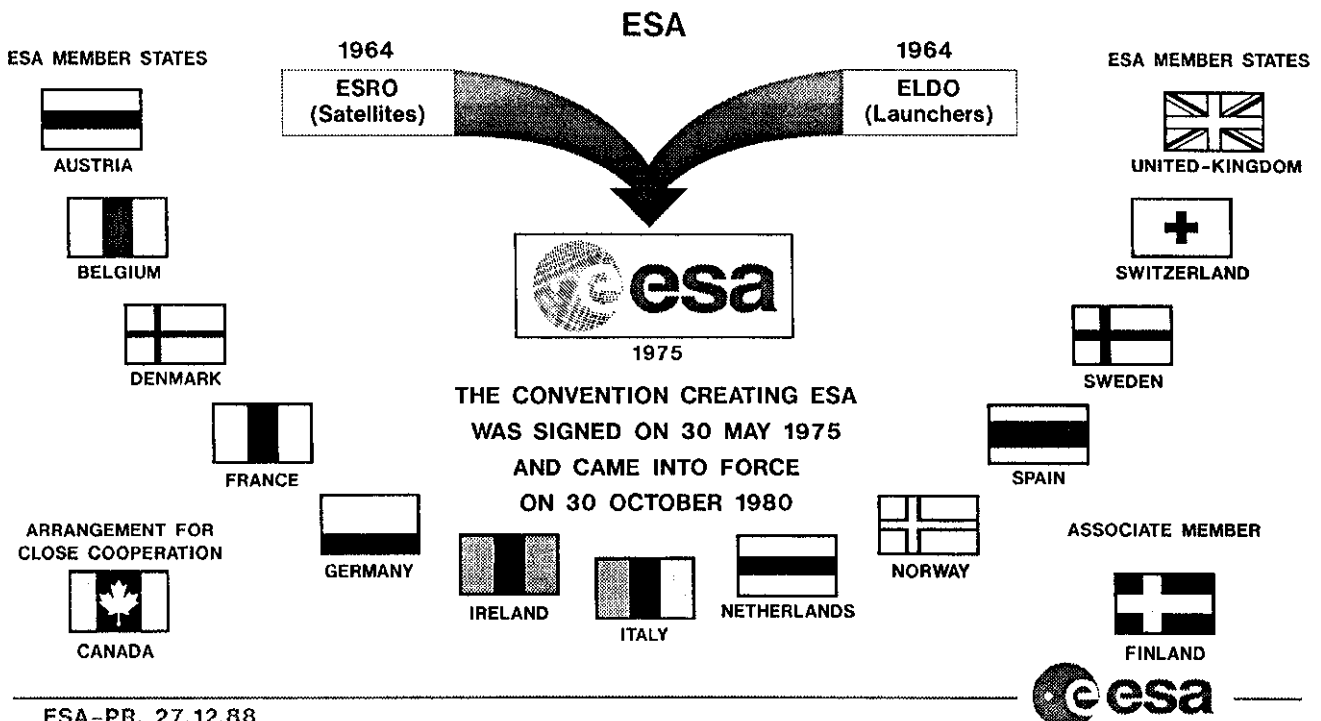 ESA
ESA MEMBER STATES
1964
ESRO
(Satellites)
1964
ELDO
(Launchers)
ESA MEMBER STATES
AUSTRIA
UNITED-KINGDOM
BELGIUM
SWITZERLAND
esa
1975
DENMARK
SWEDEN
THE CONVENTION CREATING ESA
WAS SIGNED ON 30 MAY 1975
AND CAME INTO FORCE
ON 30 OCTOBER 1980
FRANCE
SPAIN
GERMANY
IRELAND
ITALY
NETHERLANDS
NORWAY
ARRANGEMENT FOR
CLOSE COOPERATION
CANADA
ASSOCIATE MEMBER
FINLAND
esa
ESA-PR. 27.12.88